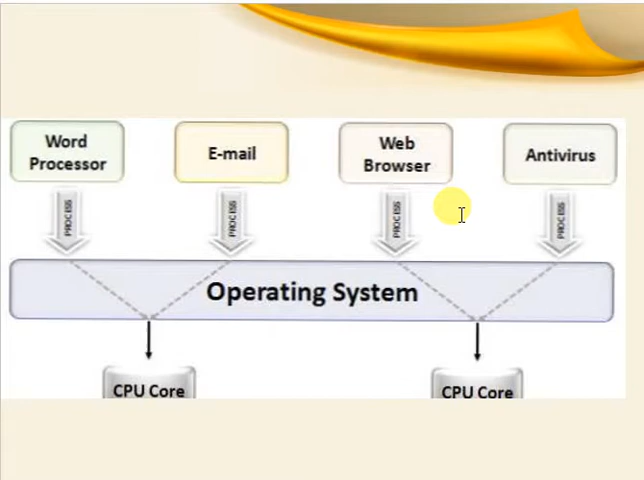 Word
Processor
E-mail
Web
Browser
Antivirus
PROCESS
PROCESS
PROCESS
PROCESS
Operating System
CPU Core
CPU Core